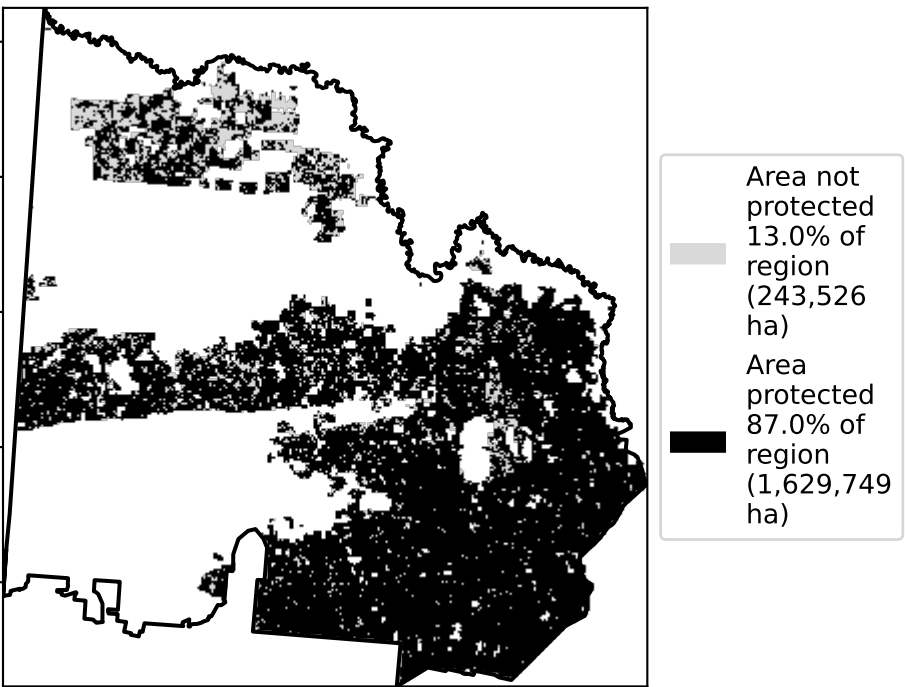 Area not
protected
13.0% of
region
(243,526
ha)
Area
protected
87.0% of
region
(1,629,749
ha)